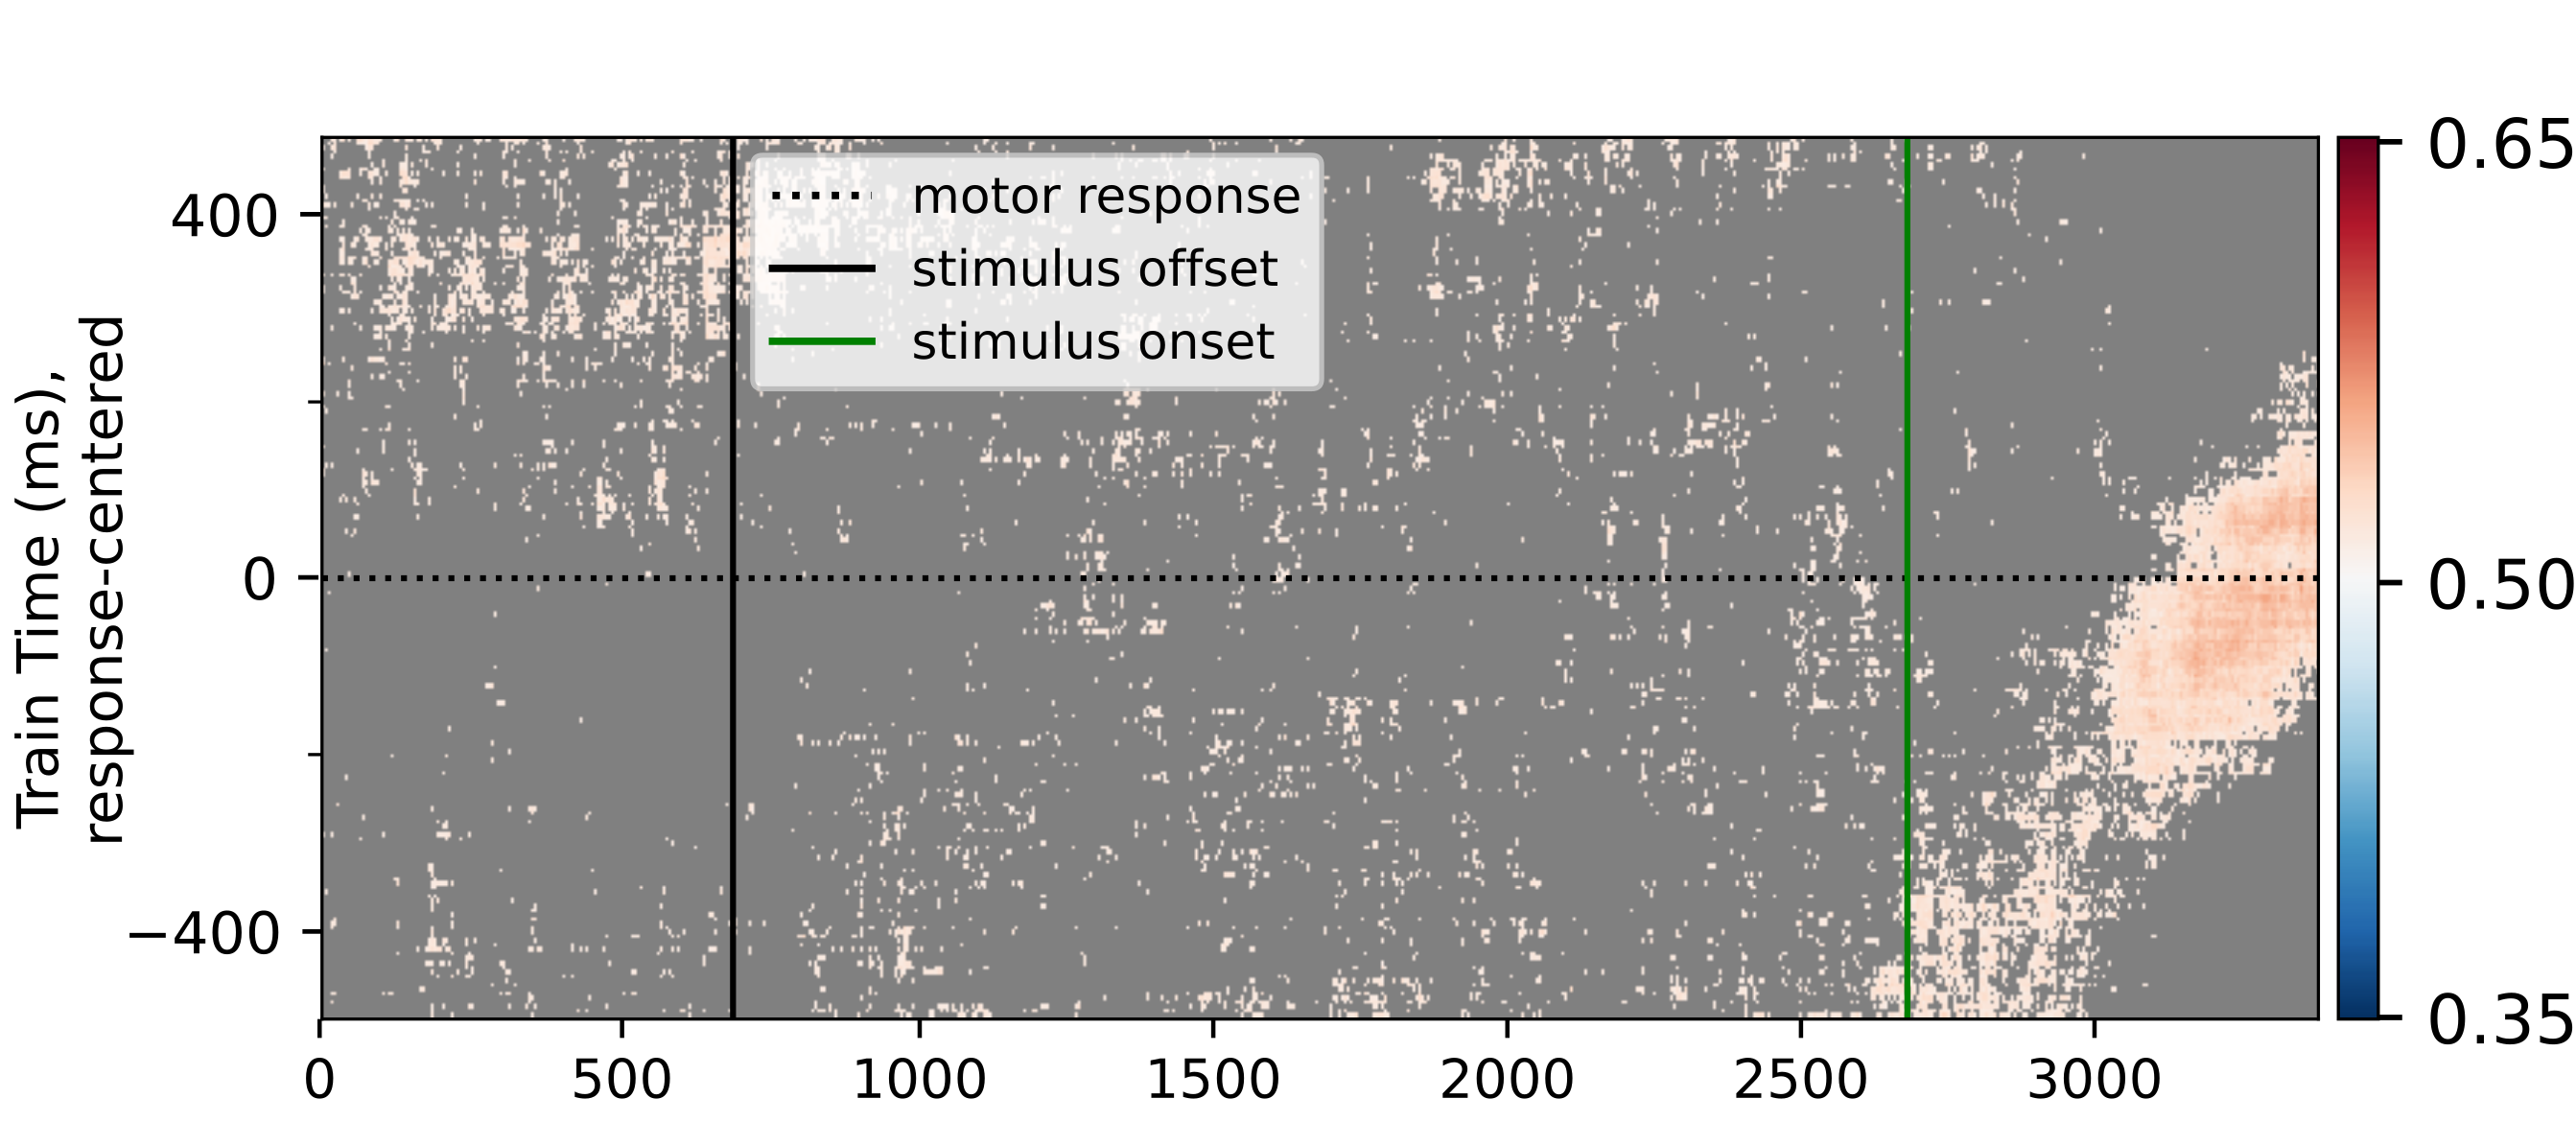 Train Time (ms),
response-centered
400
0
−400
motor response
stimulus offset
stimulus onset
0 500 1000 1500 2000 2500 3000
0.65
0.50
0.35